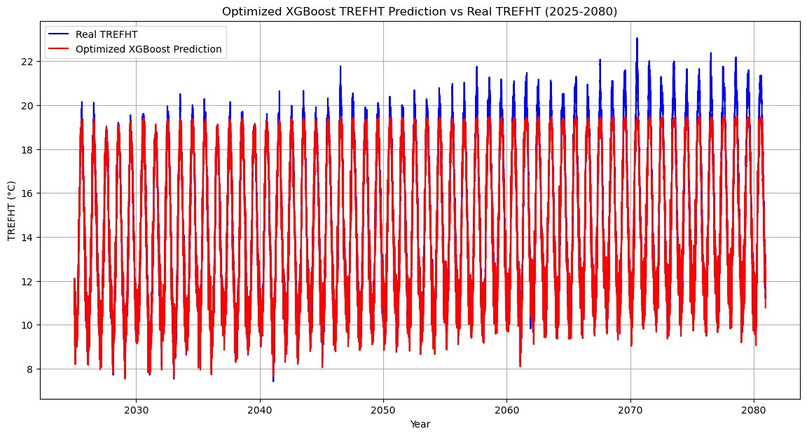 Optimized XGBoost TREFHT Prediction vs Real TREFHT (2025-2080)
Real TREFHT
Optimized XGBoost Prediction
TREFHT (°C)
22
20
18
16
14
12
10
8
2030
2040
2050
2060
2070
2080
Year